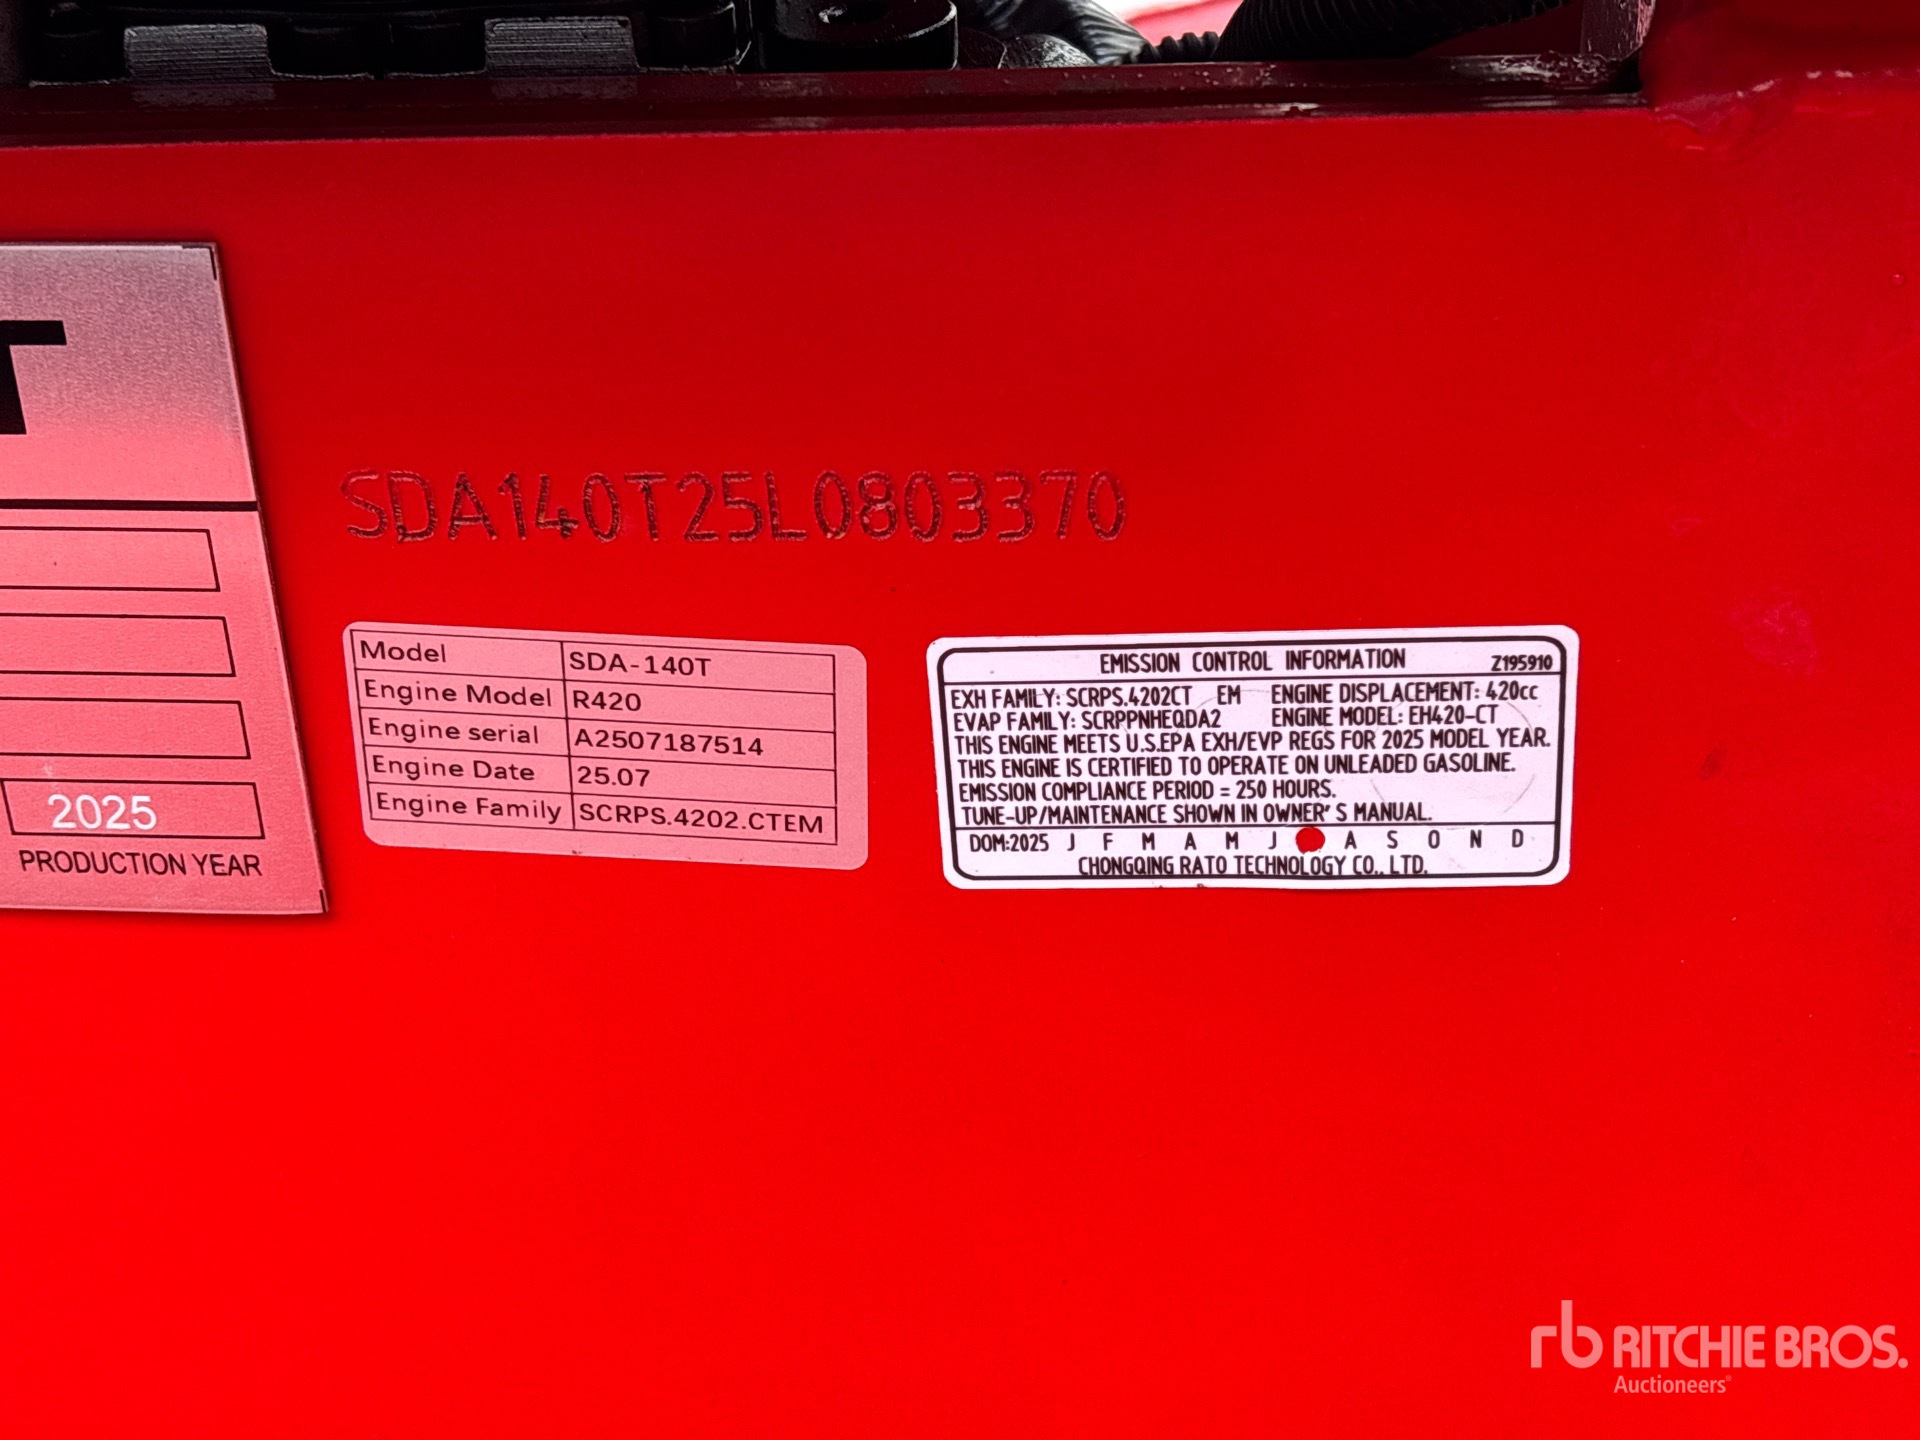 T
2025
PRODUCTION YEAR
SDA140T25L0803370
Model SDA-140T
Engine Model R420
Engine serial A2507187514
Engine Date 25.07
Engine Family SCRPS.4202.CTEM
EMISSION CONTROL INFORMATION Z195910
EXH FAMILY: SCRPS.4202CT EM ENGINE DISPLACEMENT: 420cc
EVAP FAMILY: SCRPPNHEQDA2 ENGINE MODEL: EH420-CT
THIS ENGINE MEETS U.S.EPA EXH/EVP REGS FOR 2025 MODEL YEAR.
THIS ENGINE IS CERTIFIED TO OPERATE ON UNLEADED GASOLINE.
EMISSION COMPLIANCE PERIOD = 250 HOURS.
TUNE-UP/MAINTENANCE SHOWN IN OWNER'S MANUAL.
DOM:2025 J F M A M J A S O N D
CHONGQING RATO TECHNOLOGY CO., LTD.
rb RITCHIE BROS.
Auctioneers®